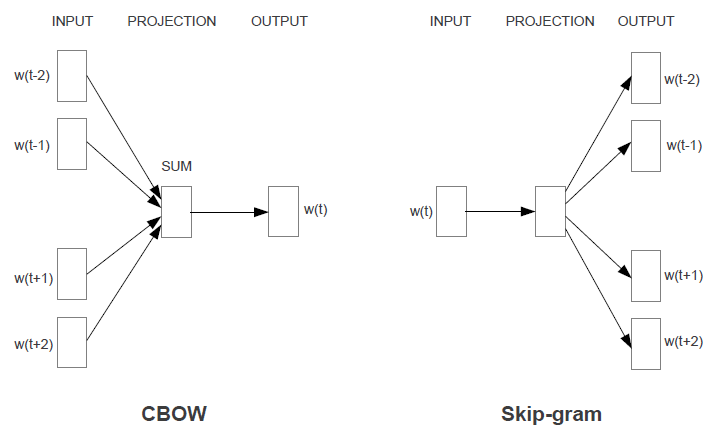 INPUT PROJECTION OUTPUT
w(t-2)
w(t-1)
SUM
w(t)
w(t+1)
w(t+2)
CBOW
INPUT PROJECTION OUTPUT
w(t-2)
w(t-1)
w(t)
w(t+1)
w(t+2)
Skip-gram